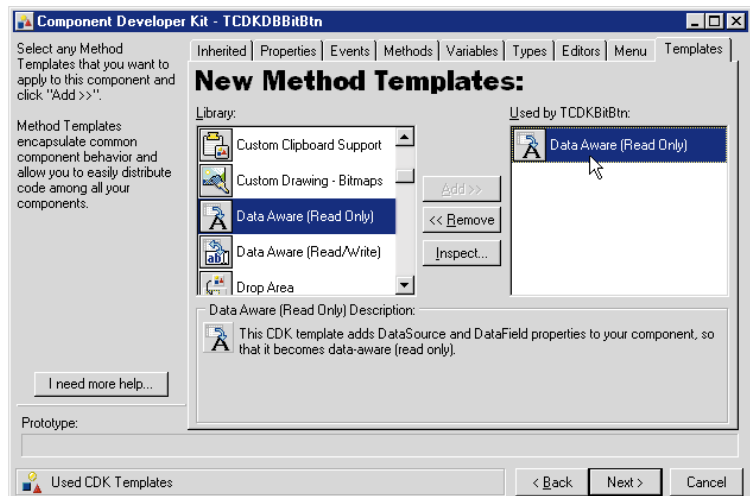 Component Developer Kit - TCDKDBBitBtn
Select any Method
Templates that you want to
apply to this component and
click "Add >>".
Method Templates
encapsulate common
component behavior and
allow you to easily distribute
code among all your
components.
I need more help...
Inherited Properties Events Methods Variables Types Editors Menu Templates
New Method Templates:
Library:
Custom Clipboard Support
Custom Drawing - Bitmaps
Data Aware (Read Only)
Data Aware (Read/Write)
Drop Area
Add >>
<< Remove
Inspect...
Used by TCDKBitBtn:
Data Aware (Read Only)
Data Aware (Read Only) Description:
This CDK template adds DataSource and DataField properties to your component, so
that it becomes data-aware (read only).
Prototype:
Used CDK Templates
< Back Next > Cancel